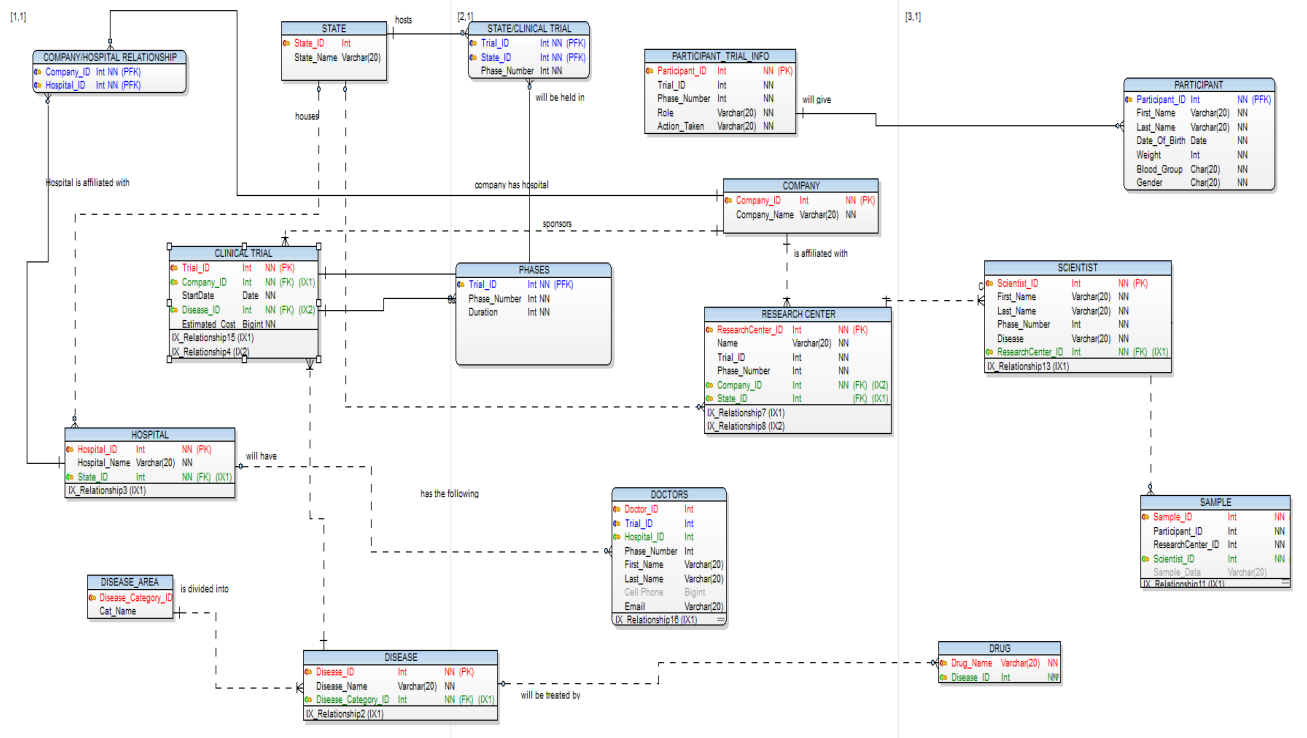 [1,1]
[2,1]
[3,1]
COMPANY/HOSPITAL RELATIONSHIP
Company_ID Int NN (PFK)
Hospital_ID Int NN (PFK)
STATE
State_ID Int
State_Name Varchar(20)
hosts
STATE/CLINICAL TRIAL
Trial_ID Int NN (PFK)
State_ID Int NN (PFK)
Phase_Number Int NN
will be held in
houses
PARTICIPANT_TRIAL_INFO
Participant_ID Int NN (PK)
Trial_ID Int NN
Phase_Number Int NN
Role Varchar(20) NN
Action_Taken Varchar(20) NN
will give
PARTICIPANT
Participant_ID Int NN (PFK)
First_Name Varchar(20) NN
Last_Name Varchar(20) NN
Date_Of_Birth Date NN
Weight Int NN
Blood_Group Char(20) NN
Gender Char(20) NN
Hospital is affiliated with
company has hospital
COMPANY
Company_ID Int NN (PK)
Company_Name Varchar(20) NN
sponsors
is affiliated with
CLINICAL TRIAL
Trial_ID Int NN (PK)
Company_ID Int NN (FK) (IX1)
StartDate Date NN
Disease_ID Int NN (FK) (IX2)
Estimated_Cost Bigint NN
IX_Relationship15 (IX1)
IX_Relationship4 (IX2)
PHASES
Trial_ID Int NN (PFK)
Phase_Number Int NN
Duration Int NN
SCIENTIST
Scientist_ID Int NN (PK)
First_Name Varchar(20) NN
Last_Name Varchar(20) NN
Phase_Number Int NN
Disease Varchar(20) NN
ResearchCenter_ID Int NN (FK) (IX1)
IX_Relationship13 (IX1)
RESEARCH CENTER
ResearchCenter_ID Int NN (PK)
Name Varchar(20) NN
Trial_ID Int NN
Phase_Number Int NN
Company_ID Int NN (FK) (IX2)
State_ID Int (FK) (IX1)
IX_Relationship7 (IX1)
IX_Relationship8 (IX2)
HOSPITAL
Hospital_ID Int NN (PK)
Hospital_Name Varchar(20) NN
State_ID Int NN (FK) (IX1)
IX_Relationship3 (IX1)
will have
has the following
DOCTORS
Doctor_ID Int
Trial_ID Int
Hospital_ID Int
Phase_Number Int
First_Name Varchar(20)
Last_Name Varchar(20)
Cell Phone Bigint
Email Varchar(20)
IX_Relationship16 (IX1)
SAMPLE
Sample_ID Int NN
Participant_ID Int NN
ResearchCenter_ID Int NN
Scientist_ID Int NN
Sample_Data Varchar(20)
IX_Relationship11 (IX1)
DISEASE_AREA
Disease_Category_ID
Cat_Name
is divided into
DISEASE
Disease_ID Int NN (PK)
Disease_Name Varchar(20) NN
Disease_Category_ID Int NN (FK) (IX1)
IX_Relationship2 (IX1)
will be treated by
DRUG
Drug_Name Varchar(20) NN
Disease_ID Int